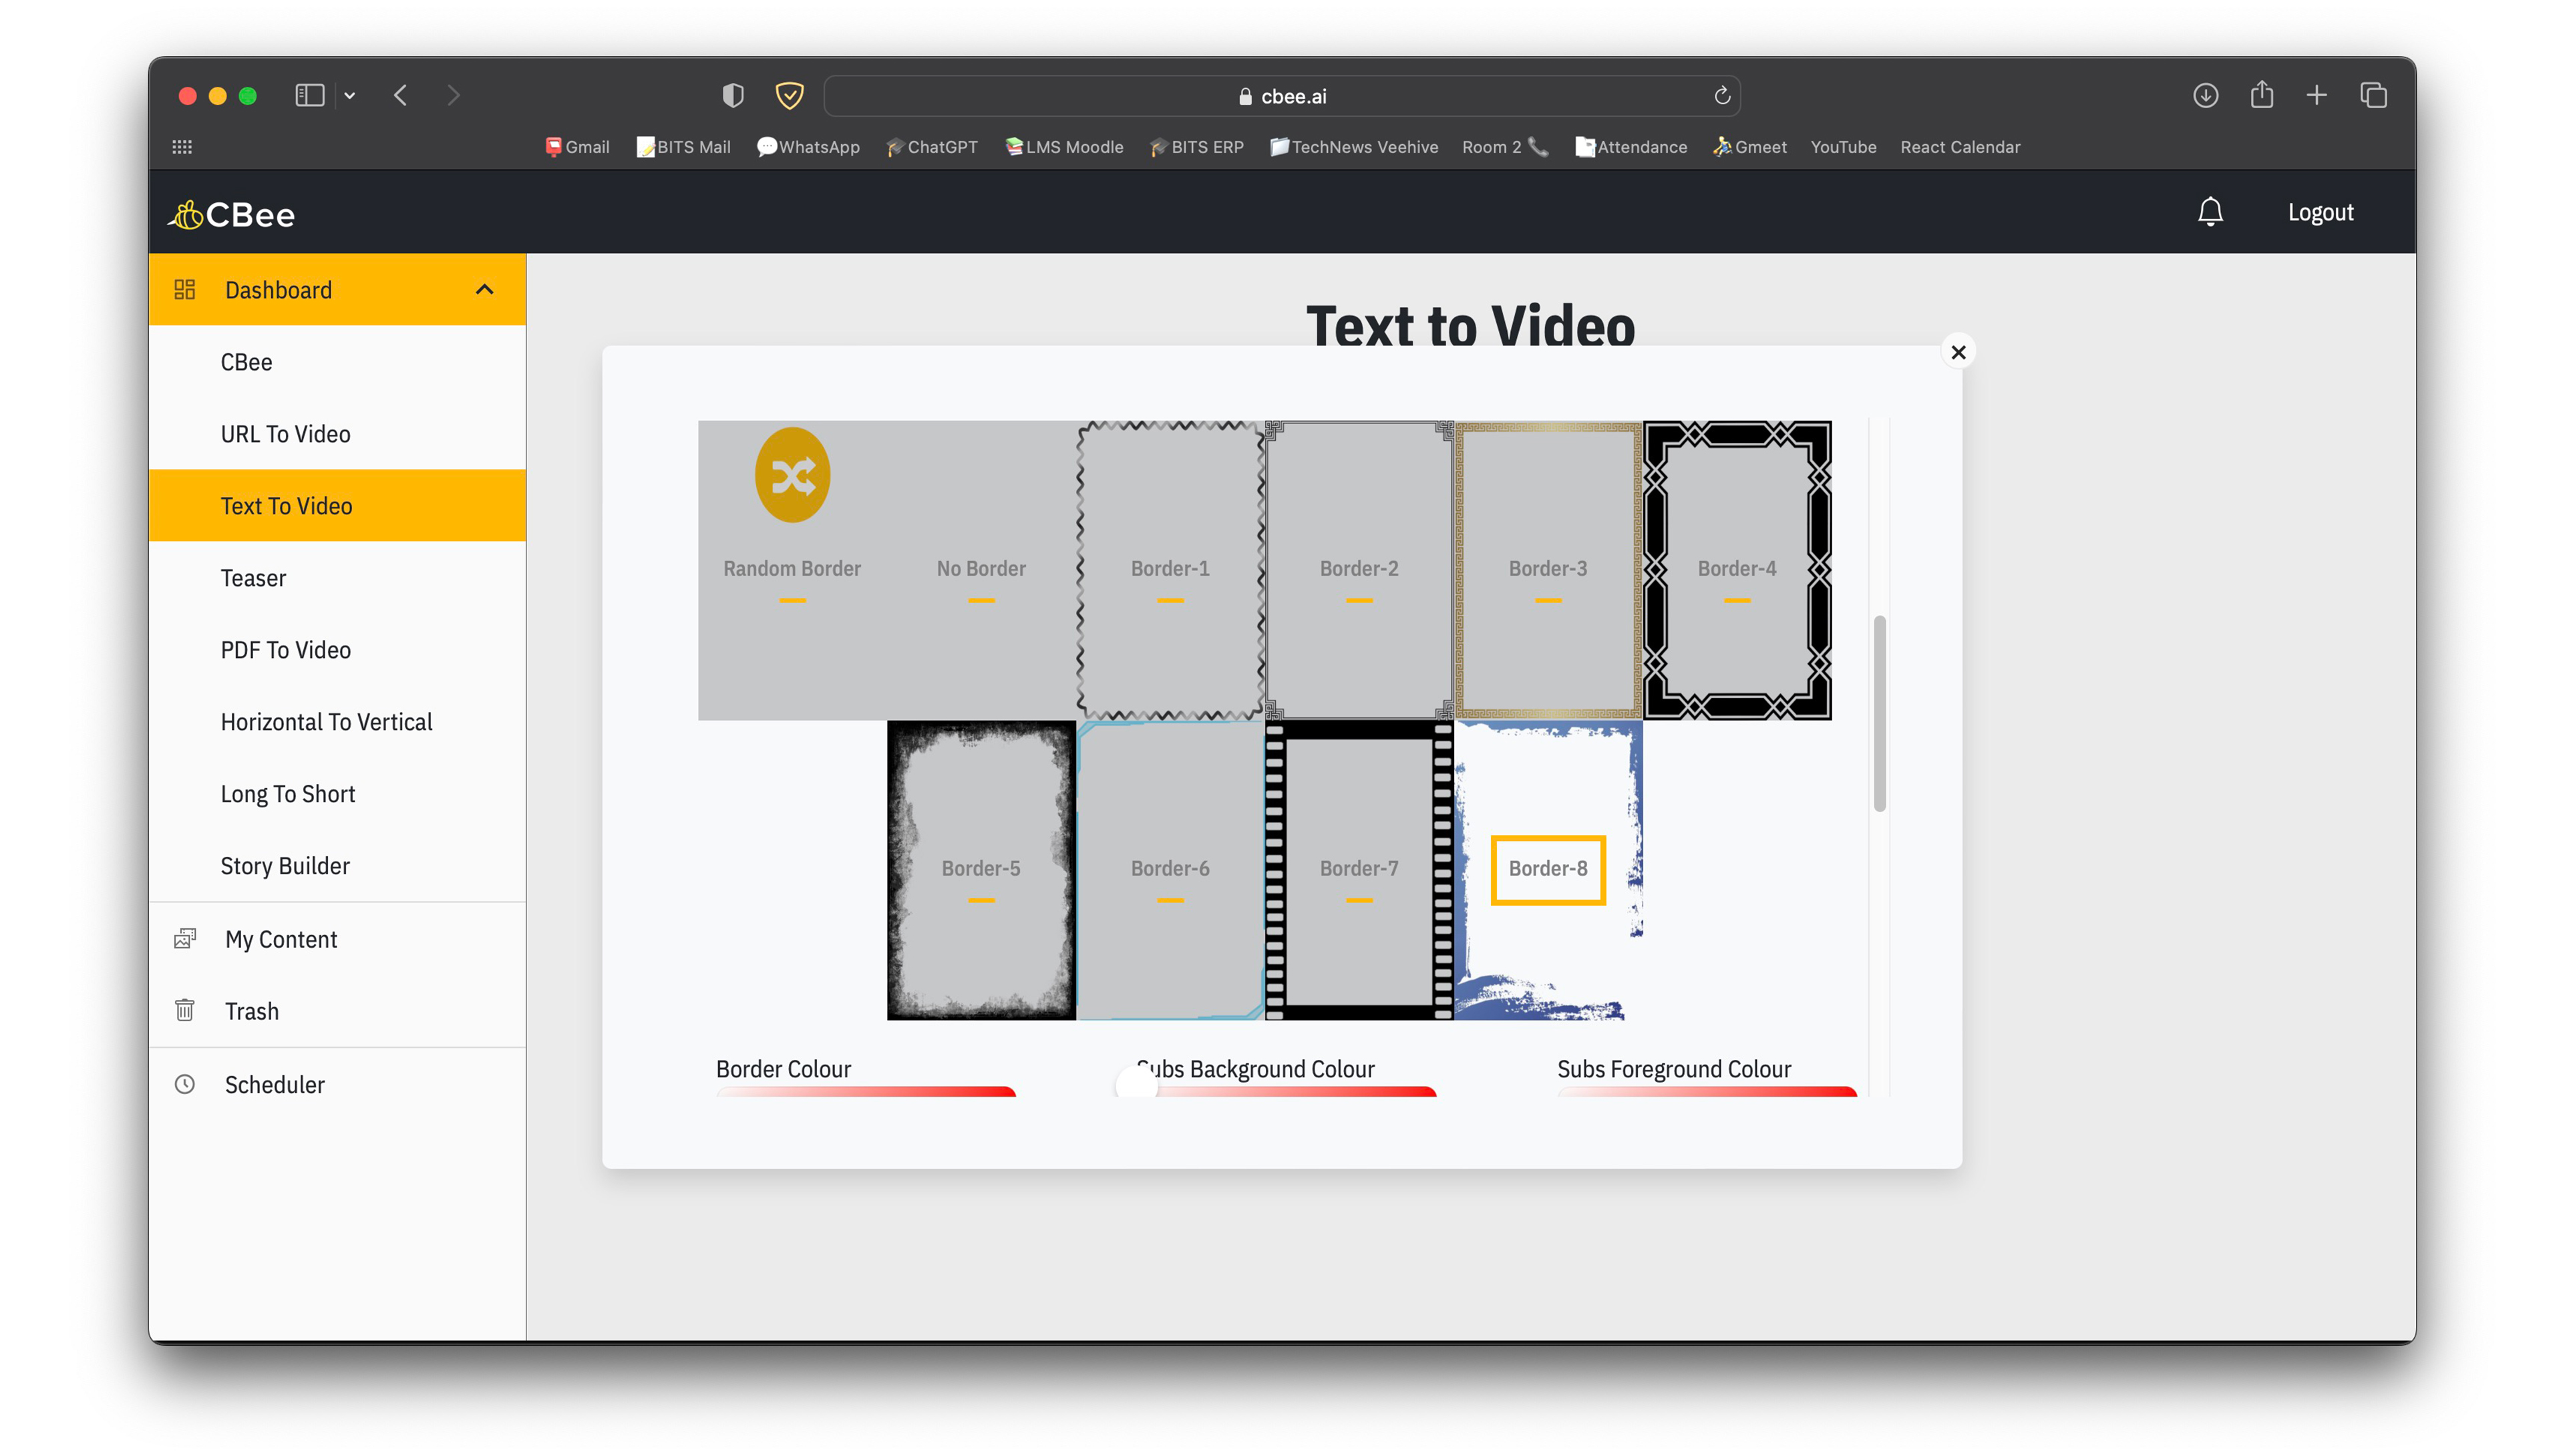 cbee.ai
Gmail BITS Mail WhatsApp ChatGPT LMS Moodle BITS ERP TechNews Veehive Room 2 Attendance Gmeet YouTube React Calendar
CBee
Logout
Dashboard
CBee
URL To Video
Text To Video
Teaser
PDF To Video
Horizontal To Vertical
Long To Short
Story Builder
My Content
Trash
Scheduler
Text to Video
Random Border No Border Border-1 Border-2 Border-3 Border-4
Border-5 Border-6 Border-7 Border-8
Border Colour Subs Background Colour Subs Foreground Colour